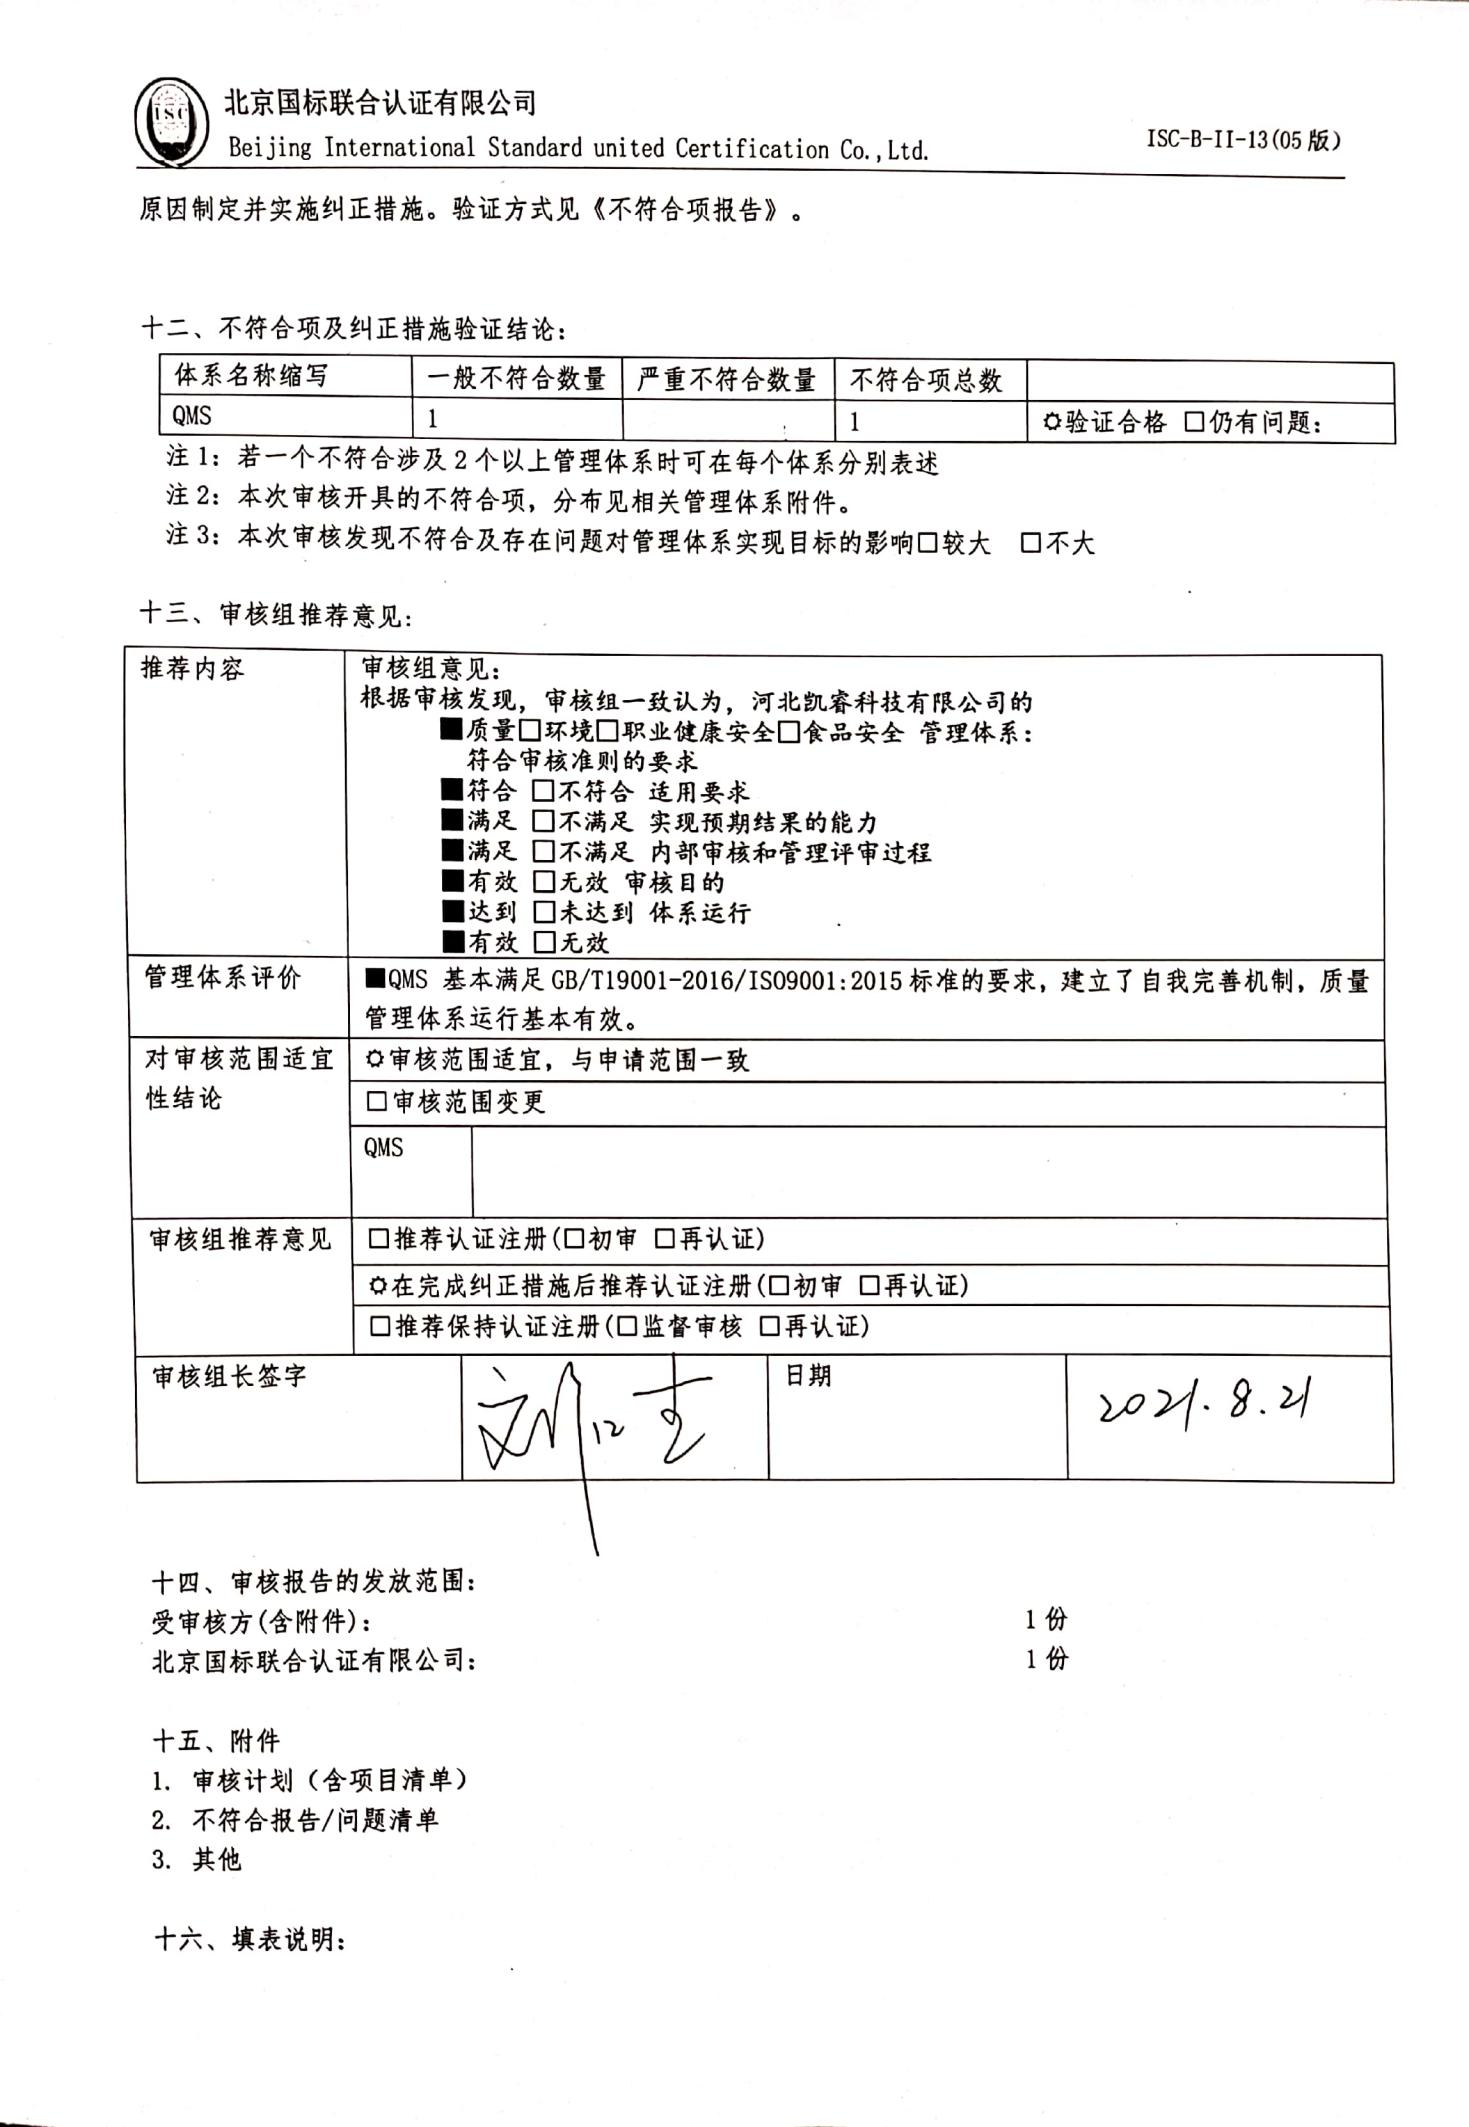 ISC
北京国标联合认证有限公司
Beijing International Standard united Certification Co.,Ltd.
ISC-B-II-13(05版)
原因制定并实施纠正措施。验证方式见《不符合项报告》。
十二、不符合项及纠正措施验证结论:
体系名称缩写 一般不符合数量 严重不符合数量 不符合项总数
QMS 1 1 ✡验证合格 □仍有问题:
注1: 若一个不符合涉及2个以上管理体系时可在每个体系分别表述
注2: 本次审核开具的不符合项, 分布见相关管理体系附件。
注3: 本次审核发现不符合及存在问题对管理体系实现目标的影响□较大 □不大
十三、审核组推荐意见:
推荐内容
审核组意见:
根据审核发现, 审核组一致认为, 河北凯睿科技有限公司的
■质量□环境□职业健康安全□食品安全 管理体系:
符合审核准则的要求
■符合 □不符合 适用要求
■满足 □不满足 实现预期结果的能力
■满足 □不满足 内部审核和管理评审过程
■有效 □无效 审核目的
■达到 □未达到 体系运行
■有效 □无效
管理体系评价
■QMS 基本满足GB/T19001-2016/ISO9001:2015标准的要求, 建立了自我完善机制, 质量
管理体系运行基本有效。
对审核范围适宜
性结论
✡审核范围适宜, 与申请范围一致
□审核范围变更
QMS
审核组推荐意见
□推荐认证注册(□初审 □再认证)
✡在完成纠正措施后推荐认证注册(□初审 □再认证)
□推荐保持认证注册(□监督审核 □再认证)
审核组长签字
日期
2021.8.21
十四、审核报告的发放范围:
受审核方(含附件): 1份
北京国标联合认证有限公司: 1份
十五、附件
1. 审核计划（含项目清单）
2. 不符合报告/问题清单
3. 其他
十六、填表说明: